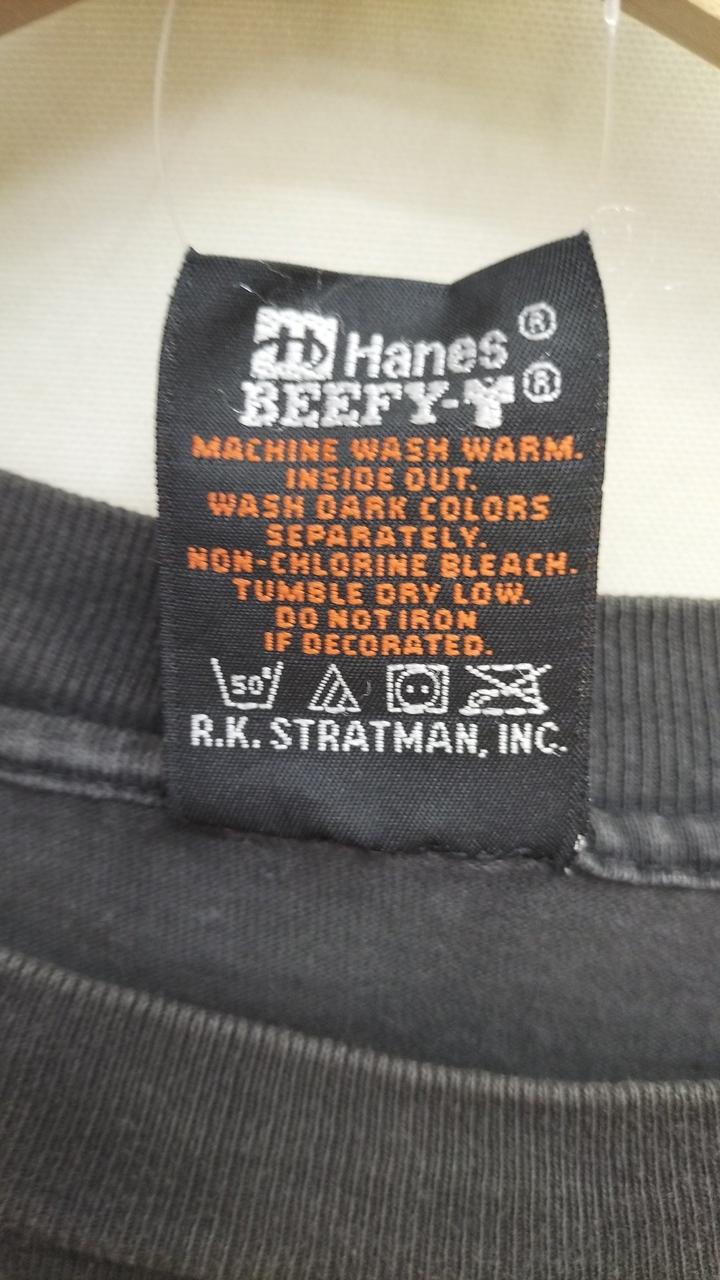 Hanes®
BEEFY-T®
MACHINE WASH WARM.
INSIDE OUT.
WASH DARK COLORS
SEPARATELY.
NON-CHLORINE BLEACH.
TUMBLE DRY LOW.
DO NOT IRON
IF DECORATED.
50°
R.K. STRATMAN, INC.